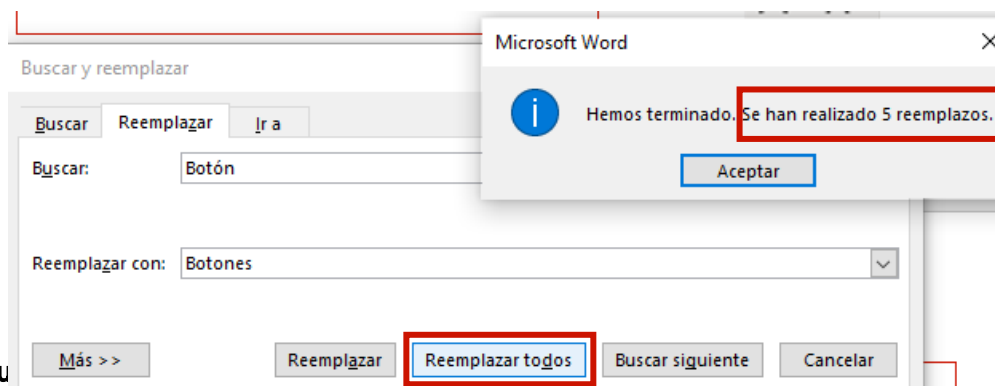 Microsoft Word
Buscar y reemplazar
Hemos terminado. Se han realizado 5 reemplazos.
Aceptar
Buscar Reemplazar Ir a
Buscar: Botón
Reemplazar con: Botones
Más >> Reemplazar Reemplazar todos Buscar siguiente Cancelar